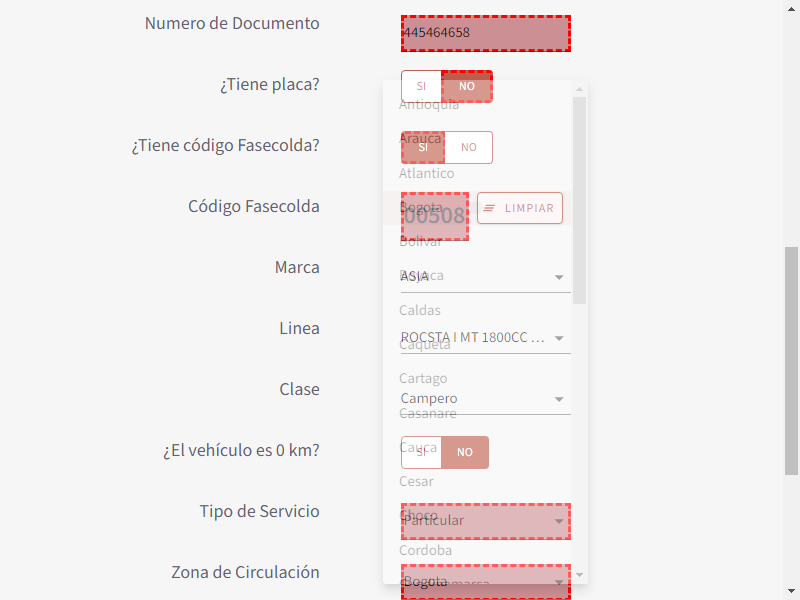 Numero de Documento 445464658
¿Tiene placa? SI NO
Antioquia
Arauca
¿Tiene código Fasecolda? SI NO
Atlantico
Código Fasecolda 00508 LIMPIAR
Bogota
Bolivar
Marca ASIA
Boyaca
Caldas
Linea ROCSTA I MT 1800CC ...
Caqueta
Cartago
Clase Campero
Casanare
Cauca
¿El vehículo es 0 km? SI NO
Cesar
Choco
Tipo de Servicio Particular
Cordoba
Zona de Circulación Bogota